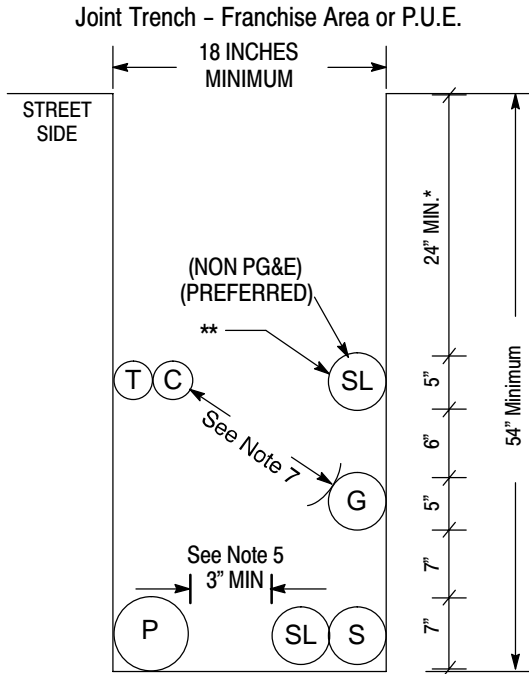 Joint Trench – Franchise Area or P.U.E.
18 INCHES
MINIMUM
STREET
SIDE
24” MIN.*
(NON PG&E)
(PREFERRED)
**
T C SL
5”
54” Minimum
6”
See Note 7
G
5”
7”
See Note 5
3” MIN
P SL S
7”